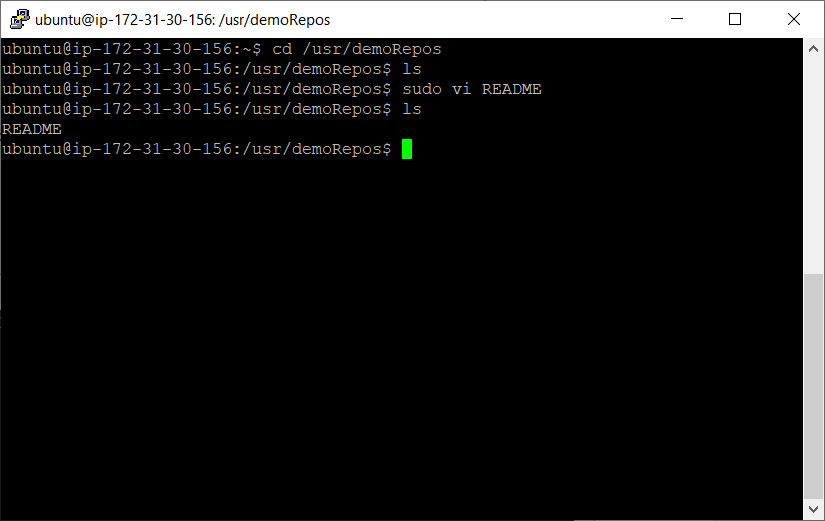 ubuntu@ip-172-31-30-156: /usr/demoRepos
ubuntu@ip-172-31-30-156:~$ cd /usr/demoRepos
ubuntu@ip-172-31-30-156:/usr/demoRepos$ ls
ubuntu@ip-172-31-30-156:/usr/demoRepos$ sudo vi README
ubuntu@ip-172-31-30-156:/usr/demoRepos$ ls
README
ubuntu@ip-172-31-30-156:/usr/demoRepos$